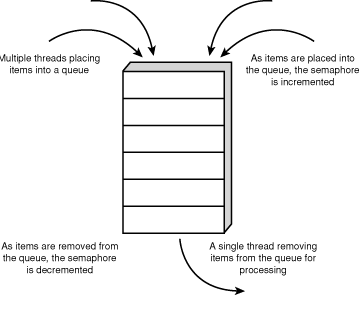 Multiple threads placing
items into a queue
As items are placed into
the queue, the semaphore
is incremented
As items are removed from
the queue, the semaphore
is decremented
A single thread removing
items from the queue for
processing